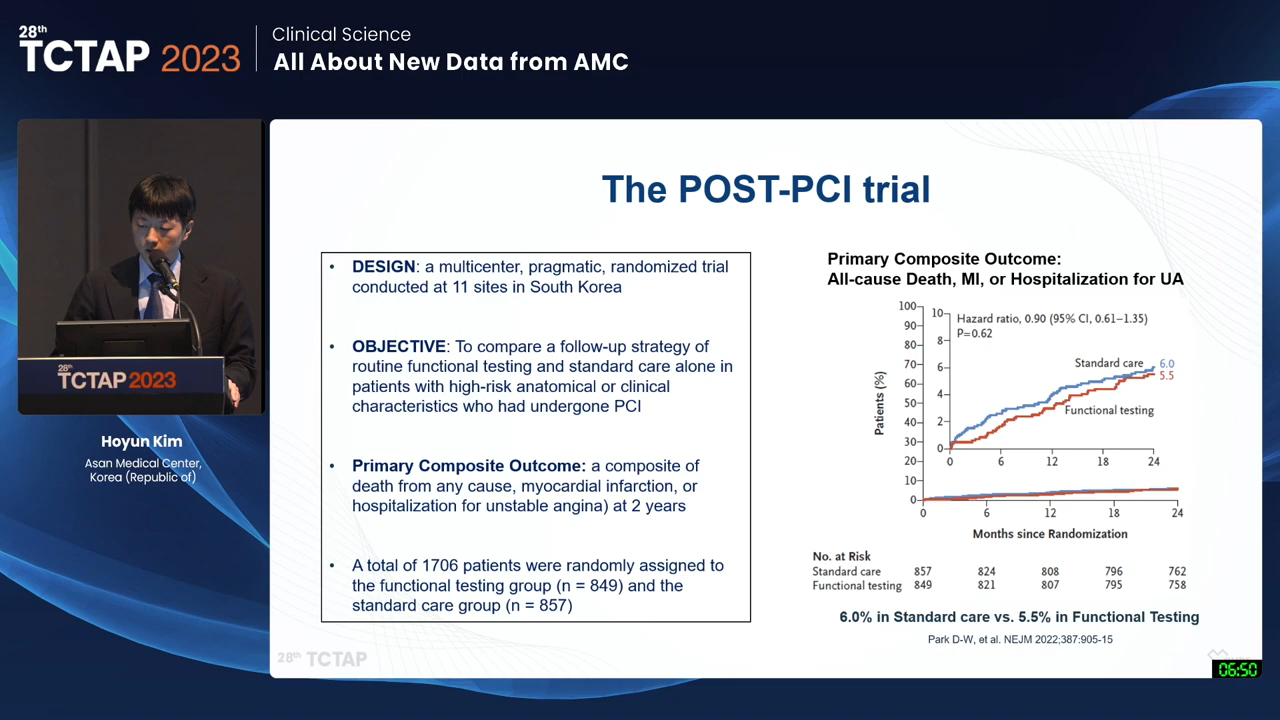 28th
TCTAP 2023
Clinical Science
All About New Data from AMC
28th
TCTAP 2023
Hoyun Kim
Asan Medical Center,
Korea (Republic of)
The POST-PCI trial
• DESIGN: a multicenter, pragmatic, randomized trial
conducted at 11 sites in South Korea
• OBJECTIVE: To compare a follow-up strategy of
routine functional testing and standard care alone in
patients with high-risk anatomical or clinical
characteristics who had undergone PCI
• Primary Composite Outcome: a composite of
death from any cause, myocardial infarction, or
hospitalization for unstable angina) at 2 years
• A total of 1706 patients were randomly assigned to
the functional testing group (n = 849) and the
standard care group (n = 857)
Primary Composite Outcome:
All-cause Death, MI, or Hospitalization for UA
Patients (%)
100
90
80
70
60
50
40
30
20
10
0
10
8
6
4
2
0
Hazard ratio, 0.90 (95% CI, 0.61–1.35)
P=0.62
Standard care 6.0
5.5
Functional testing
0 6 12 18 24
0 6 12 18 24
Months since Randomization
No. at Risk
Standard care 857 824 808 796 762
Functional testing 849 821 807 795 758
6.0% in Standard care vs. 5.5% in Functional Testing
Park D-W, et al. NEJM 2022;387:905-15
28th TCTAP
06:50